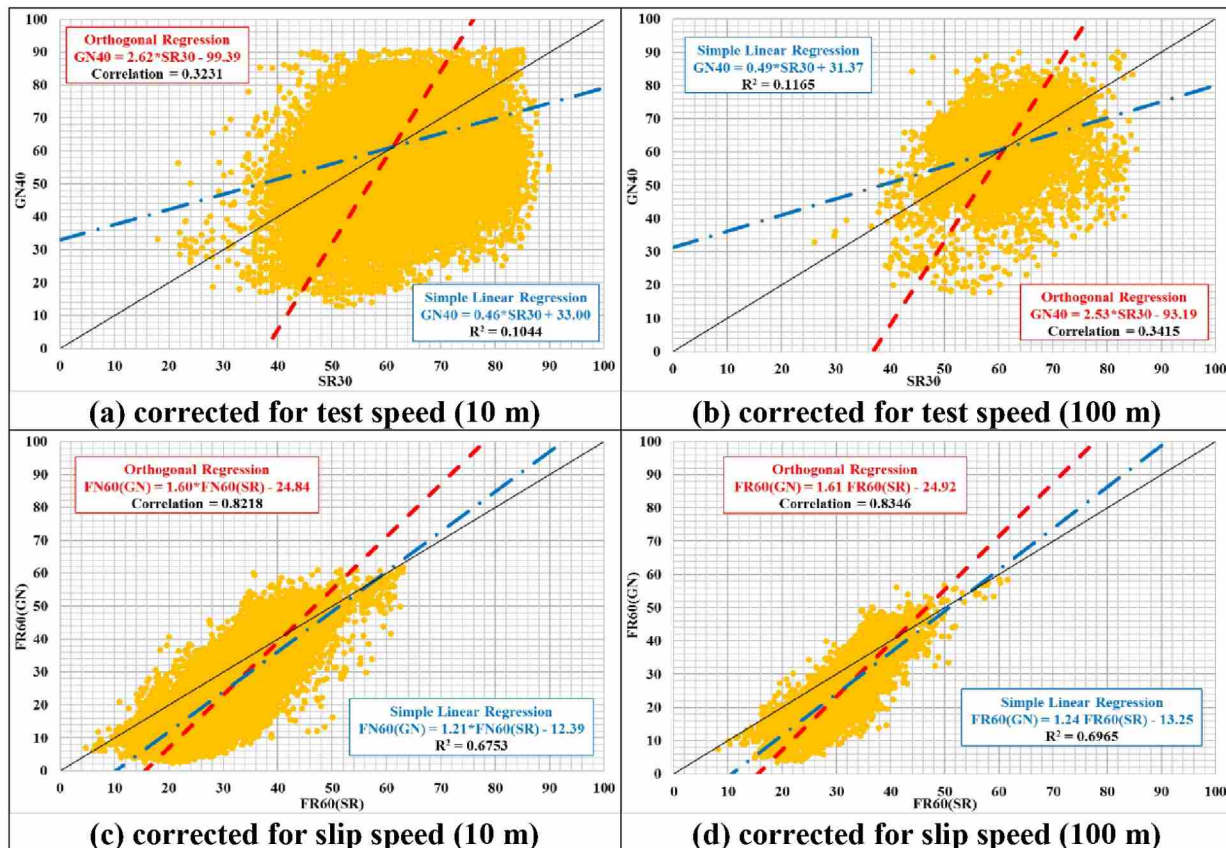 Orthogonal Regression
GN40 = 2.62*SR30 - 99.39
Correlation = 0.3231
Simple Linear Regression
GN40 = 0.46*SR30 + 33.00
R² = 0.1044
GN40
100
90
80
70
60
50
40
30
20
10
0
0 10 20 30 40 50 60 70 80 90 100
SR30
(a) corrected for test speed (10 m)
Simple Linear Regression
GN40 = 0.49*SR30 + 31.37
R² = 0.1165
Orthogonal Regression
GN40 = 2.53*SR30 - 93.19
Correlation = 0.3415
GN40
100
90
80
70
60
50
40
30
20
10
0
0 10 20 30 40 50 60 70 80 90 100
SR30
(b) corrected for test speed (100 m)
Orthogonal Regression
FN60(GN) = 1.60*FN60(SR) - 24.84
Correlation = 0.8218
Simple Linear Regression
FN60(GN) = 1.21*FN60(SR) - 12.39
R² = 0.6753
FR60(GN)
100
90
80
70
60
50
40
30
20
10
0
0 10 20 30 40 50 60 70 80 90 100
FR60(SR)
(c) corrected for slip speed (10 m)
Orthogonal Regression
FR60(GN) = 1.61 FR60(SR) - 24.92
Correlation = 0.8346
Simple Linear Regression
FR60(GN) = 1.24 FR60(SR) - 13.25
R² = 0.6965
FR60(GN)
100
90
80
70
60
50
40
30
20
10
0
0 10 20 30 40 50 60 70 80 90 100
FR60(SR)
(d) corrected for slip speed (100 m)